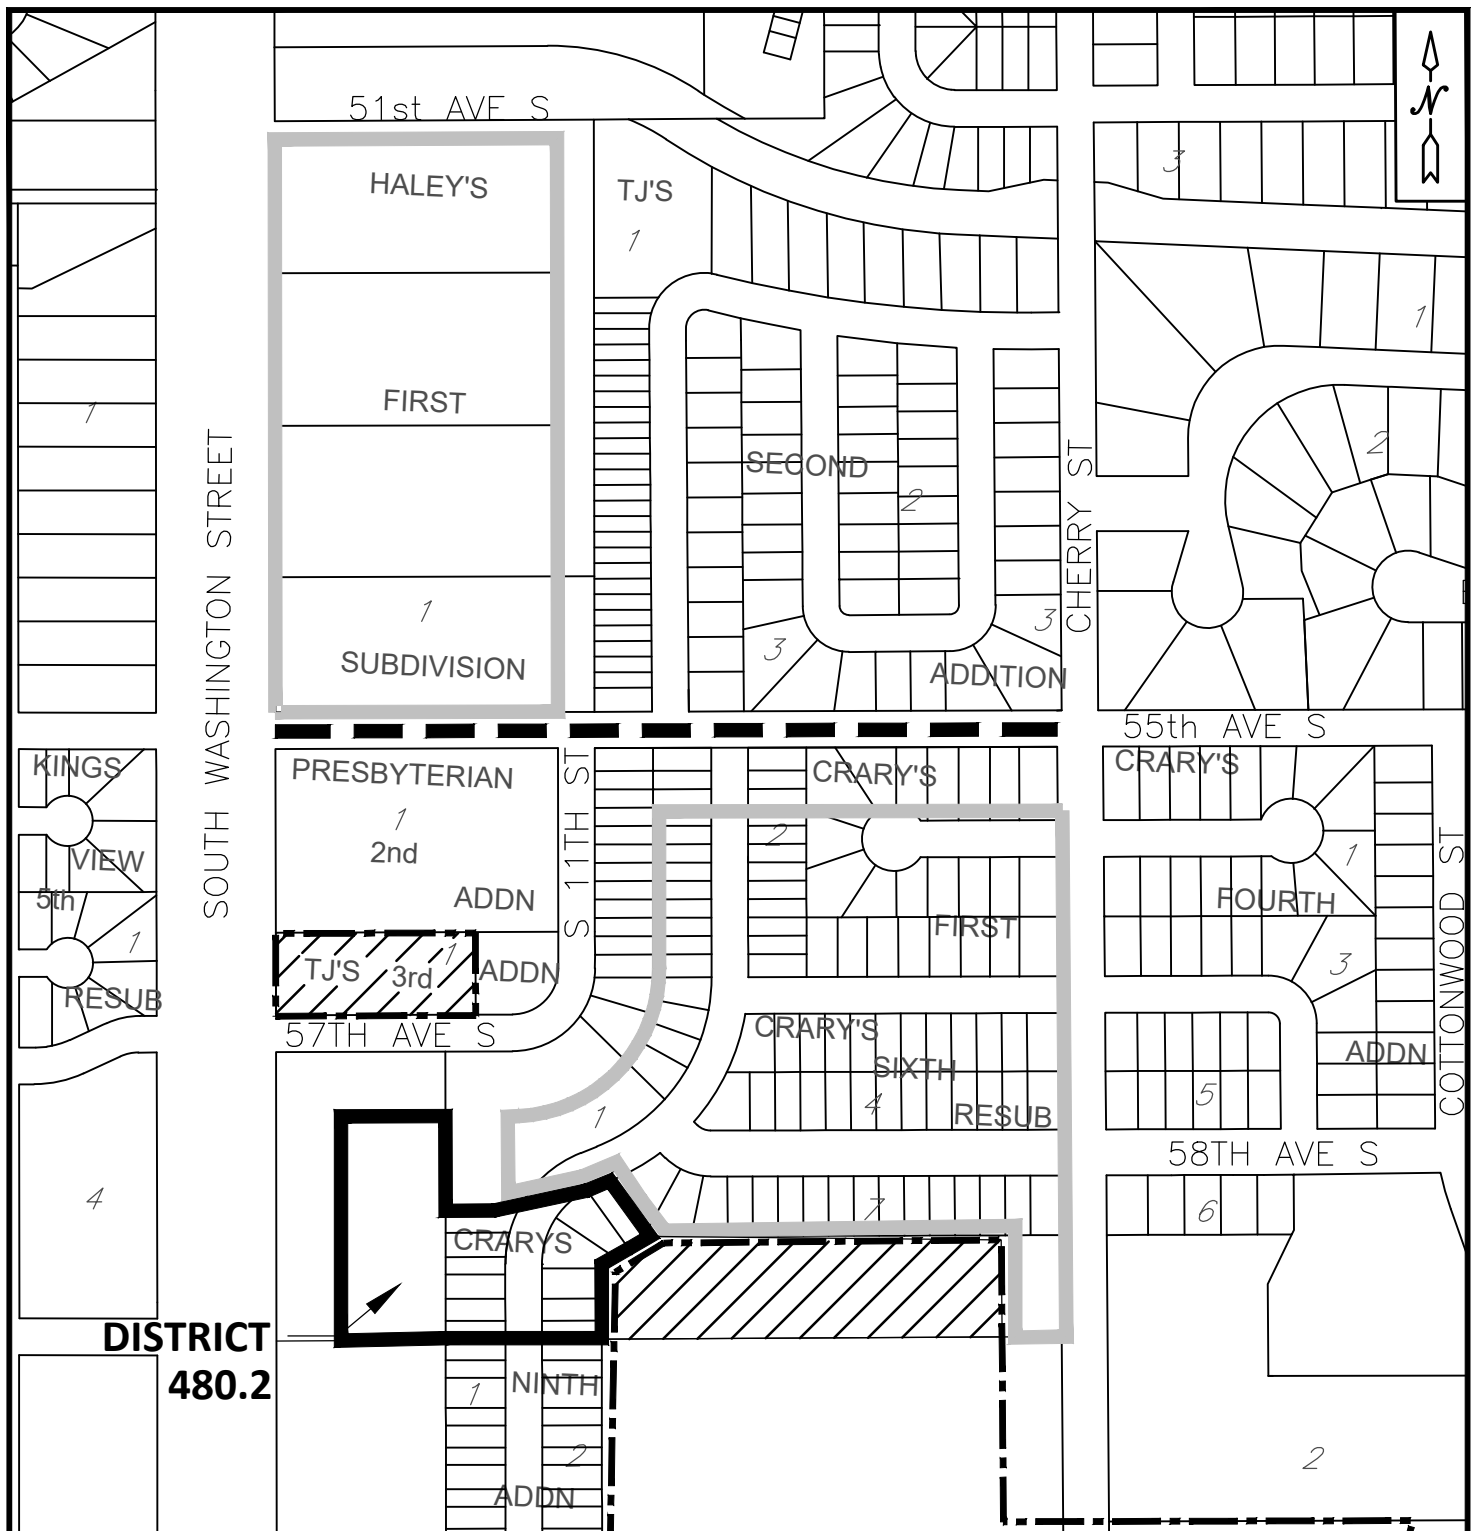 51st AVE S
N
3
HALEY'S
TJ'S
1
1
FIRST
1
2
SECOND
2
SOUTH WASHINGTON STREET
CHERRY ST
1
3
3
SUBDIVISION
ADDITION
55th AVE S
KINGS
PRESBYTERIAN
CRARY'S
CRARY'S
1
2
2nd
VIEW
1
5th
ADDN
S 11TH ST
FOURTH
COTTONWOOD ST
FIRST
1
1
TJ'S
3rd
ADDN
3
RESUB
57TH AVE S
CRARY'S
SIXTH
ADDN
4
RESUB
5
1
58TH AVE S
4
7
6
CRARYS
DISTRICT
480.2
1
NINTH
2
2
ADDN